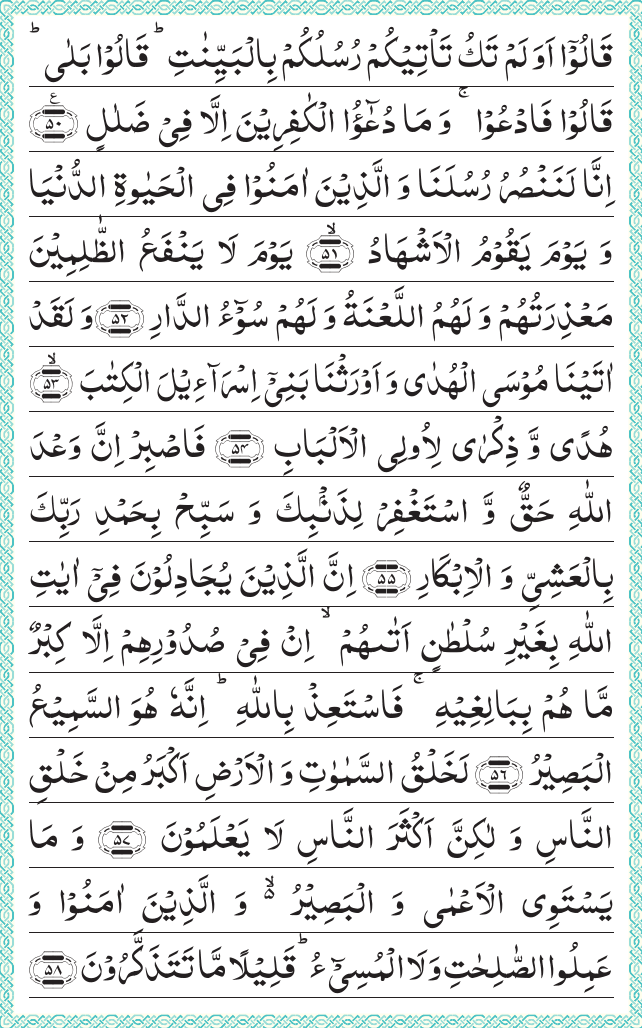 قَالُوْۤا اَوَ لَمْ تَكُ تَاْتِیْكُمْ رُسُلُكُمْ بِالْبَیِّنٰتِ ؕ قَالُوْا بَلٰی ؕ
قَالُوْا فَادْعُوْا ۚ وَ مَا دُعٰٓؤُا الْكٰفِرِیْنَ اِلَّا فِیْ ضَلٰلٍ ﴿۵۰﴾ ع
اِنَّا لَنَنْصُرُ رُسُلَنَا وَ الَّذِیْنَ اٰمَنُوْا فِی الْحَیٰوةِ الدُّنْیَا
وَ یَوْمَ یَقُوْمُ الْاَشْهَادُ ﴿ۙ۵۱﴾ یَوْمَ لَا یَنْفَعُ الظّٰلِمِیْنَ
مَعْذِرَتُهُمْ وَ لَهُمُ اللَّعْنَةُ وَ لَهُمْ سُوْٓءُ الدَّارِ ﴿۵۲﴾ وَ لَقَدْ
اٰتَیْنَا مُوْسَی الْهُدٰی وَ اَوْرَثْنَا بَنِیْۤ اِسْرَآءِیْلَ الْكِتٰبَ ﴿ۙ۵۳﴾
هُدًی وَّ ذِكْرٰی لِاُولِی الْاَلْبَابِ ﴿۵۴﴾ فَاصْبِرْ اِنَّ وَعْدَ
اللّٰهِ حَقٌّ وَّ اسْتَغْفِرْ لِذَنْۢبِكَ وَ سَبِّحْ بِحَمْدِ رَبِّكَ
بِالْعَشِیِّ وَ الْاِبْكَارِ ﴿۵۵﴾ اِنَّ الَّذِیْنَ یُجَادِلُوْنَ فِیْۤ اٰیٰتِ
اللّٰهِ بِغَیْرِ سُلْطٰنٍ اَتٰىهُمْ ۙ اِنْ فِیْ صُدُوْرِهِمْ اِلَّا كِبْرٌ
مَّا هُمْ بِبَالِغِیْهِ ۚ فَاسْتَعِذْ بِاللّٰهِ ؕ اِنَّهٗ هُوَ السَّمِیْعُ
الْبَصِیْرُ ﴿۵۶﴾ لَخَلْقُ السَّمٰوٰتِ وَ الْاَرْضِ اَكْبَرُ مِنْ خَلْقِ
النَّاسِ وَ لٰكِنَّ اَكْثَرَ النَّاسِ لَا یَعْلَمُوْنَ ﴿۵۷﴾ وَ مَا
یَسْتَوِی الْاَعْمٰی وَ الْبَصِیْرُ ۙ۬ وَ الَّذِیْنَ اٰمَنُوْا وَ
عَمِلُوا الصّٰلِحٰتِ وَ لَا الْمُسِیْٓءُ ؕ قَلِیْلًا مَّا تَتَذَكَّرُوْنَ ﴿۵۸﴾